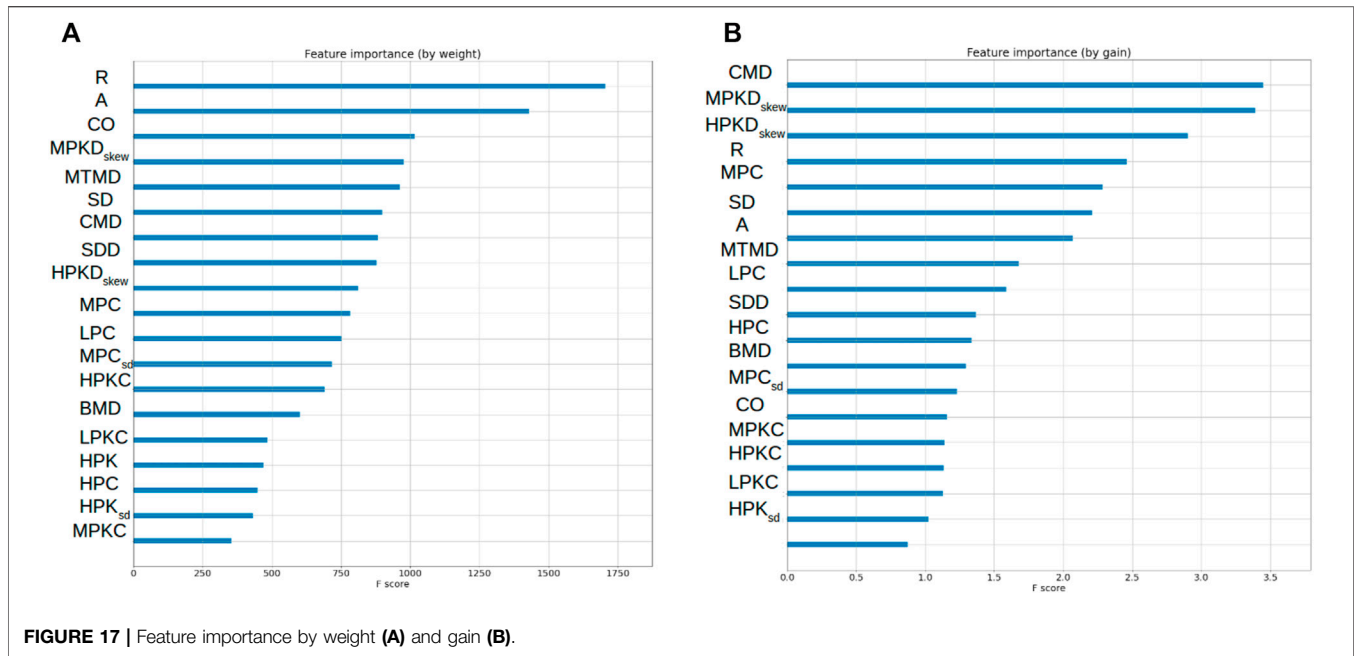 A
Feature importance (by weight)
R
A
CO
MPKDskew
MTMD
SD
CMD
SDD
HPKDskew
MPC
LPC
MPCsd
HPKC
BMD
LPKC
HPK
HPC
HPKsd
MPKC
0 250 500 750 1000 1250 1500 1750
F score
B
Feature importance (by gain)
CMD
MPKDskew
HPKDskew
R
MPC
SD
A
MTMD
LPC
SDD
HPC
BMD
MPCsd
CO
MPKC
HPKC
LPKC
HPKsd
0.0 0.5 1.0 1.5 2.0 2.5 3.0 3.5
F score
FIGURE 17 | Feature importance by weight (A) and gain (B).